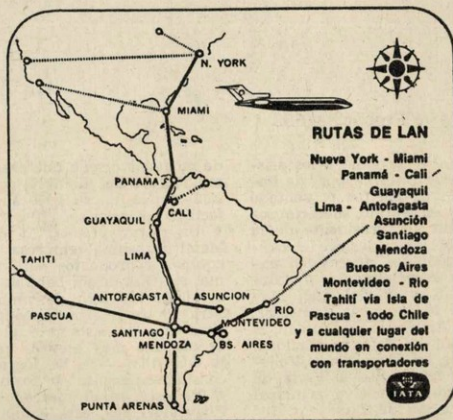 N. YORK
MIAMI
PANAMA
CALI
GUAYAQUIL
LIMA
TAHITI
ANTOFAGASTA
ASUNCION
RIO
PASCUA
MONTEVIDEO
SANTIAGO
MENDOZA
BS. AIRES
PUNTA ARENAS
RUTAS DE LAN
Nueva York - Miami
Panamá - Cali
Guayaquil
Lima - Antofagasta
Asunción
Santiago
Mendoza
Buenos Aires
Montevideo - Rio
Tahití via Isla de
Pascua - todo Chile
y a cualquier lugar del
mundo en conexión
con transportadores
IATA